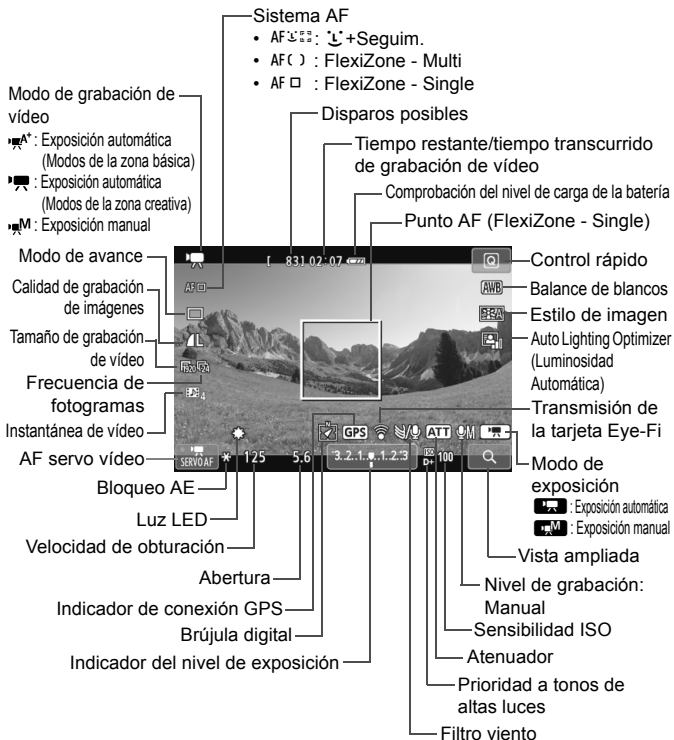 Sistema AF
• AF : +Seguim.
• AF( ) : FlexiZone - Multi
• AF : FlexiZone - Single
Disparos posibles
Tiempo restante/tiempo transcurrido
de grabación de vídeo
Comprobación del nivel de carga de la batería
Punto AF (FlexiZone - Single)
Modo de grabación de
vídeo
A+ : Exposición automática
(Modos de la zona básica)
: Exposición automática
(Modos de la zona creativa)
M : Exposición manual
Modo de avance
Calidad de grabación
de imágenes
Tamaño de grabación
de vídeo
Frecuencia de
fotogramas
Instantánea de vídeo
AF servo vídeo
Bloqueo AE
Luz LED
Velocidad de obturación
Abertura
Indicador de conexión GPS
Brújula digital
Indicador del nivel de exposición
[ 83] 02:07
AF
L
1920 24
4
SERVO AF
* 125 5.6 3..2..1..0..1..2..3 ISO D+ 100
N GPS ATT M
Q
AWB
A
Control rápido
Balance de blancos
Estilo de imagen
Auto Lighting Optimizer
(Luminosidad
Automática)
Transmisión de
la tarjeta Eye-Fi
Modo de
exposición
: Exposición automática
M : Exposición manual
Vista ampliada
Nivel de grabación:
Manual
Sensibilidad ISO
Atenuador
Prioridad a tonos de
altas luces
Filtro viento